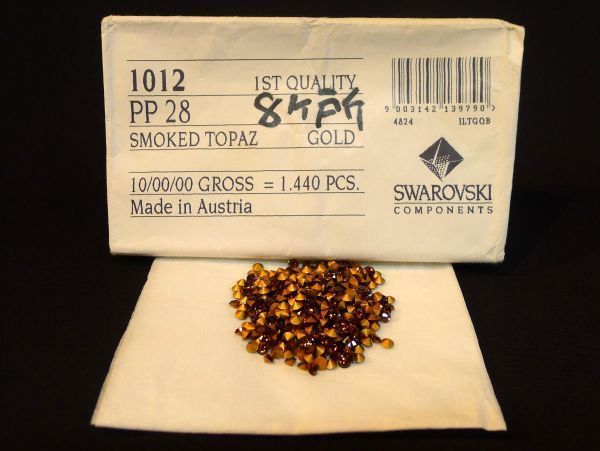 1012 1ST QUALITY
PP 28
SMOKED TOPAZ GOLD
10/00/00 GROSS = 1.440 PCS.
Made in Austria
9 003142 139790
4824 ILTGOB
SWAROVSKI
COMPONENTS